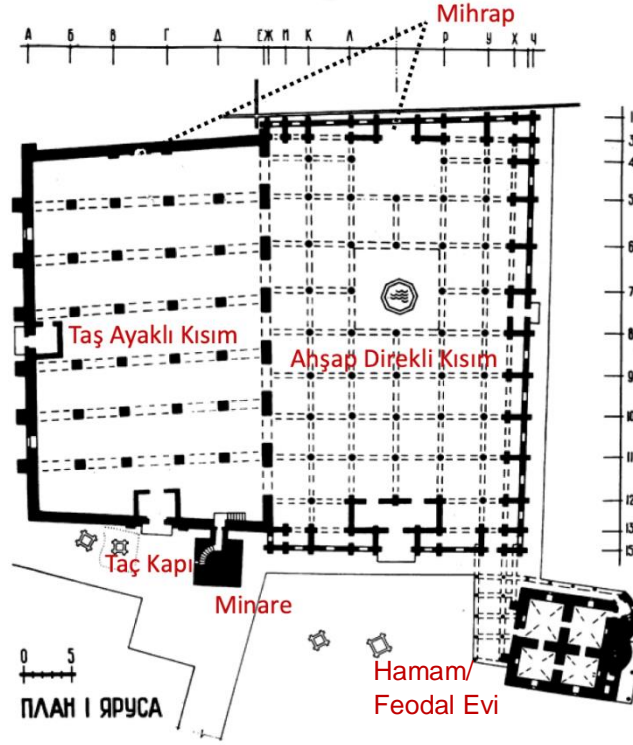 Mihrap
А Б В Г Д Е Ж И К Л Р У Х Ч
1
3
4
5
6
7
8
9
10
11
12
13
15
Taş Ayaklı Kısım
Ahşap Direkli Kısım
Taç Kapı
Minare
Hamam/
Feodal Evi
0 5
ПЛАН I ЯРУСА